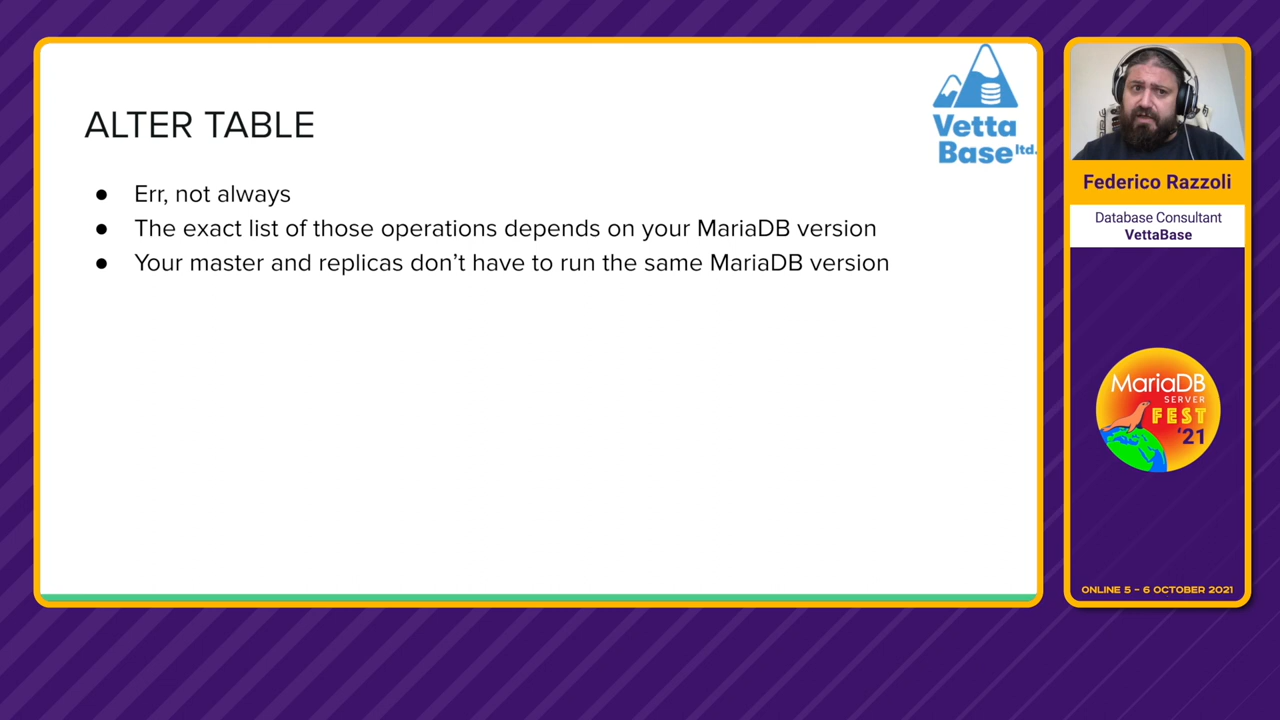 ALTER TABLE
● Err, not always
● The exact list of those operations depends on your MariaDB version
● Your master and replicas don’t have to run the same MariaDB version
Vetta
Base ltd.
Federico Razzoli
Database Consultant
VettaBase
MariaDB
SERVER
FEST
‘21
ONLINE 5 – 6 OCTOBER 2021